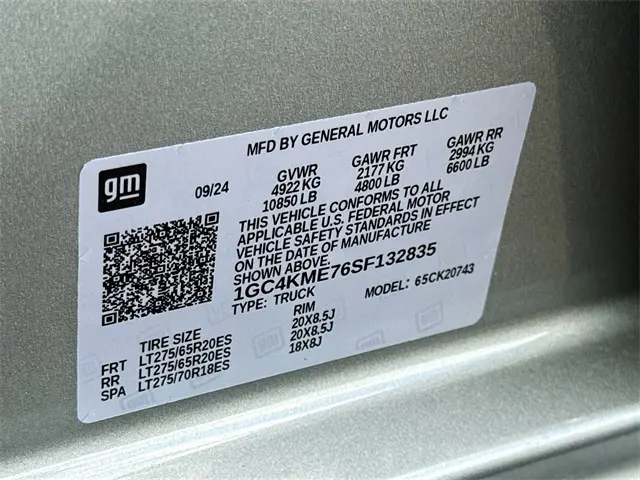 MFD BY GENERAL MOTORS LLC
gm
09/24
GVWR
4922 KG
10850 LB
GAWR FRT
2177 KG
4800 LB
GAWR RR
2994 KG
6600 LB
THIS VEHICLE CONFORMS TO ALL
APPLICABLE U.S. FEDERAL MOTOR
VEHICLE SAFETY STANDARDS IN EFFECT
ON THE DATE OF MANUFACTURE
SHOWN ABOVE.
1GC4KME76SF132835
TYPE: TRUCK
MODEL: 65CK20743
TIRE SIZE RIM
FRT LT275/65R20ES 20X8.5J
RR LT275/65R20ES 20X8.5J
SPA LT275/70R18ES 18X8J